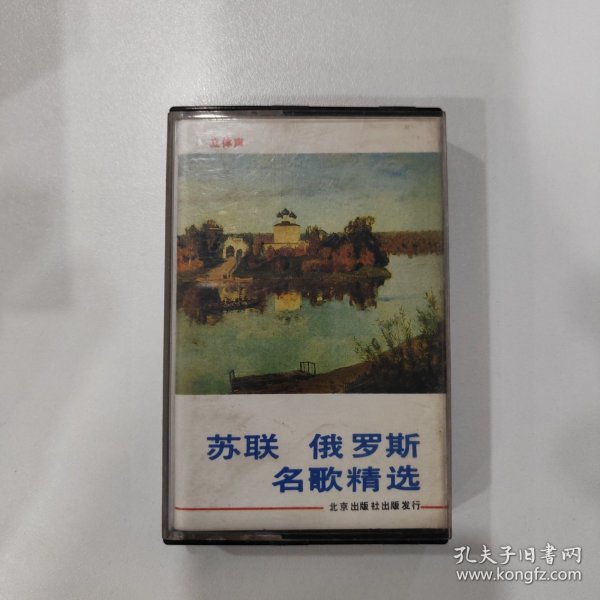 立体声
苏联 俄罗斯
名歌精选
北京出版社出版发行
孔夫子旧书网
www.kongfz.com